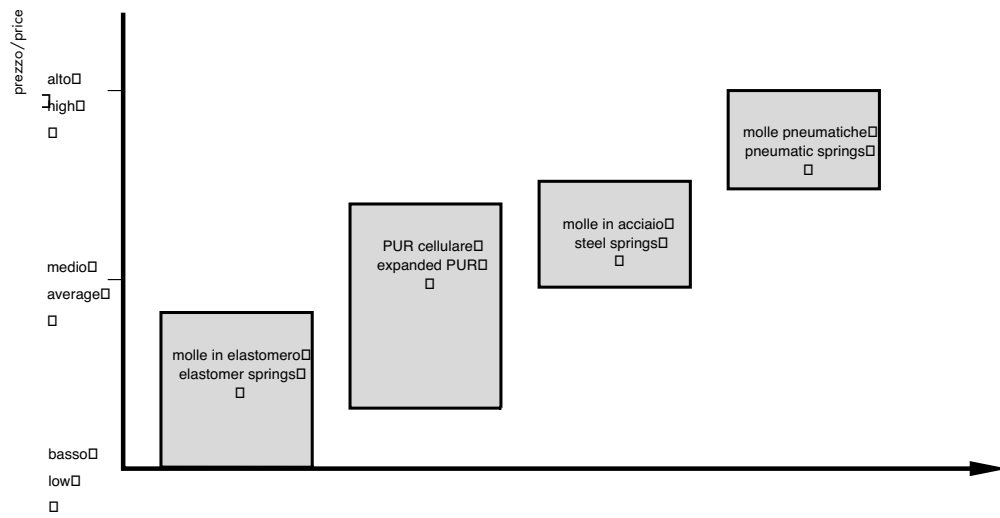 prezzo/price
alto
high
medio
average
basso
low
molle in elastomero
elastomer springs
PUR cellulare
expanded PUR
molle in acciaio
steel springs
molle pneumatiche
pneumatic springs